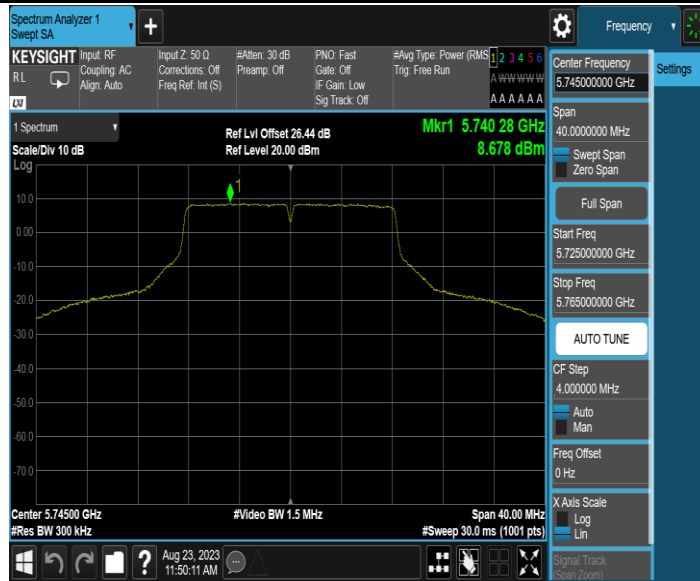 Spectrum Analyzer 1
Swept SA
Frequency
KEYSIGHT
RL
LXI
Input: RF
Coupling: AC
Align: Auto
Input Z: 50 Ω
Corrections: Off
Freq Ref: Int (S)
#Atten: 30 dB
Preamp: Off
PNO: Fast
Gate: Off
IF Gain: Low
Sig Track: Off
#Avg Type: Power (RMS
Trig: Free Run
1 2 3 4 5 6
A W W W W W
A A A A A A
Center Frequency
5.745000000 GHz
Settings
Span
40.0000000 MHz
Swept Span
Zero Span
Full Span
Start Freq
5.725000000 GHz
Stop Freq
5.765000000 GHz
AUTO TUNE
CF Step
4.000000 MHz
Auto
Man
Freq Offset
0 Hz
X Axis Scale
Log
Lin
Signal Track
(Span Zoom)
1 Spectrum
Scale/Div 10 dB
Log
Ref Lvl Offset 26.44 dB
Ref Level 20.00 dBm
Mkr1 5.740 28 GHz
8.678 dBm
1
10.0
0.00
-10.0
-20.0
-30.0
-40.0
-50.0
-60.0
-70.0
Center 5.74500 GHz
#Res BW 300 kHz
#Video BW 1.5 MHz
Span 40.00 MHz
#Sweep 30.0 ms (1001 pts)
?
Aug 23, 2023
11:50:11 AM